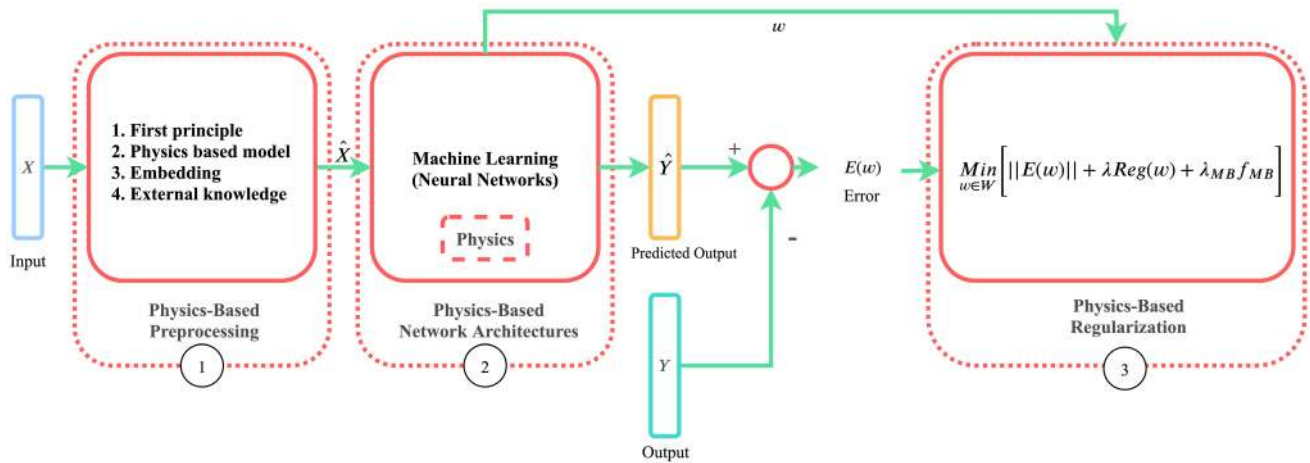 w
X
Input
1. First principle
2. Physics based model
3. Embedding
4. External knowledge
Physics-Based
Preprocessing
1
X̂
Machine Learning
(Neural Networks)
Physics
Physics-Based
Network Architectures
2
Ŷ
Predicted Output
Y
Output
+
-
E(w)
Error
Min w∈W [||E(w)|| + λReg(w) + λ_MB f_MB]
Physics-Based
Regularization
3